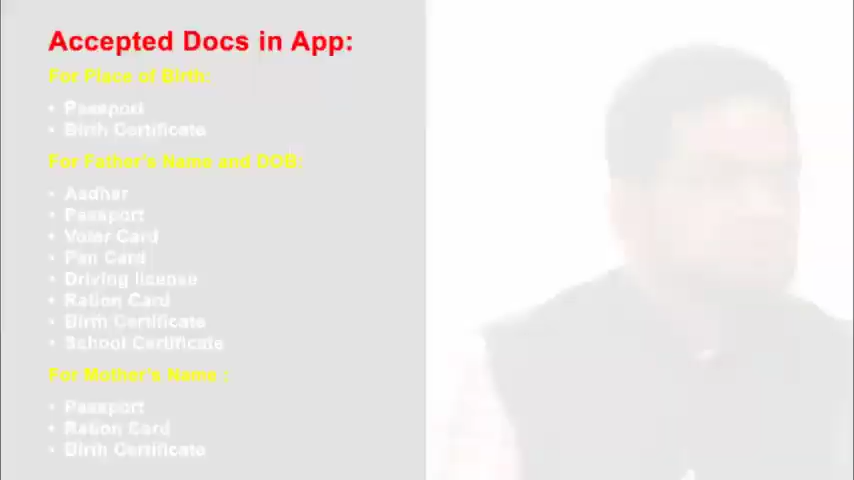 Accepted Docs in App:
For Place of Birth:
• Passport
• Birth Certificate
For Father's Name and DOB:
• Aadhar
• Passport
• Voter Card
• Pan Card
• Driving license
• Ration Card
• Birth Certificate
• School Certificate
For Mother's Name :
• Passport
• Ration Card
• Birth Certificate